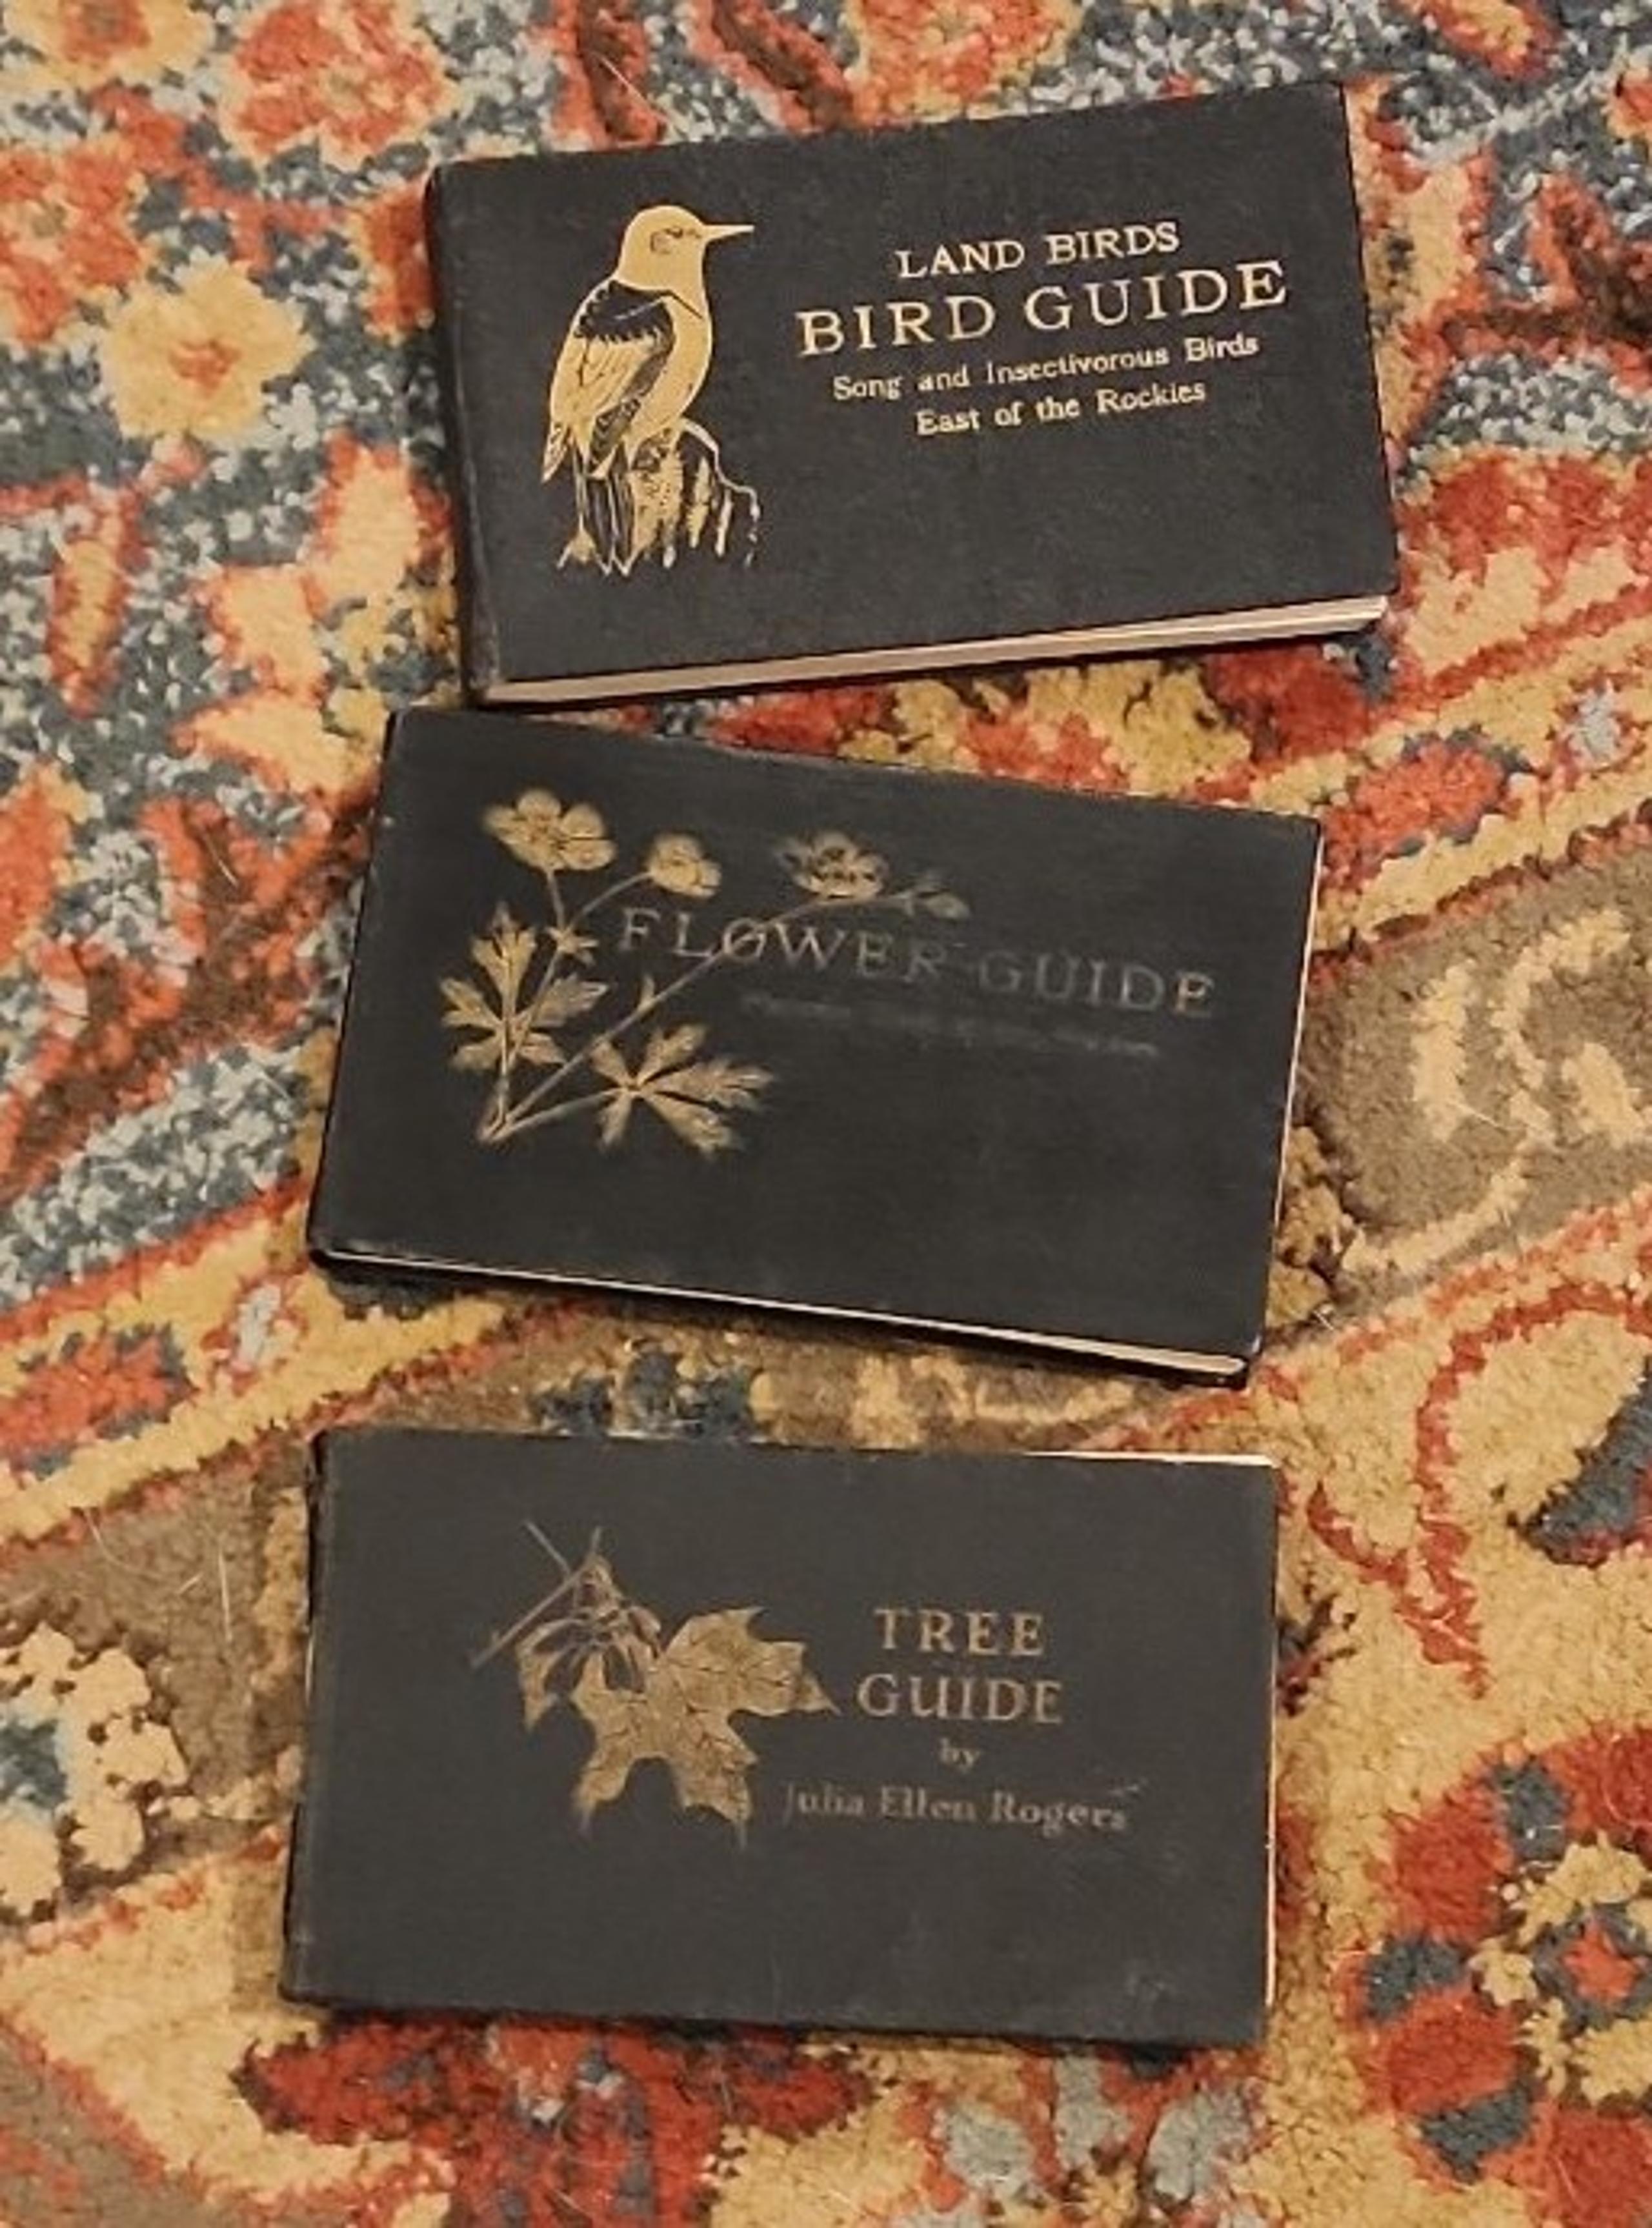 LAND BIRDS
BIRD GUIDE
Song and Insectivorous Birds
East of the Rockies
FLOWER GUIDE
TREE
GUIDE
by
Julia Ellen Rogers